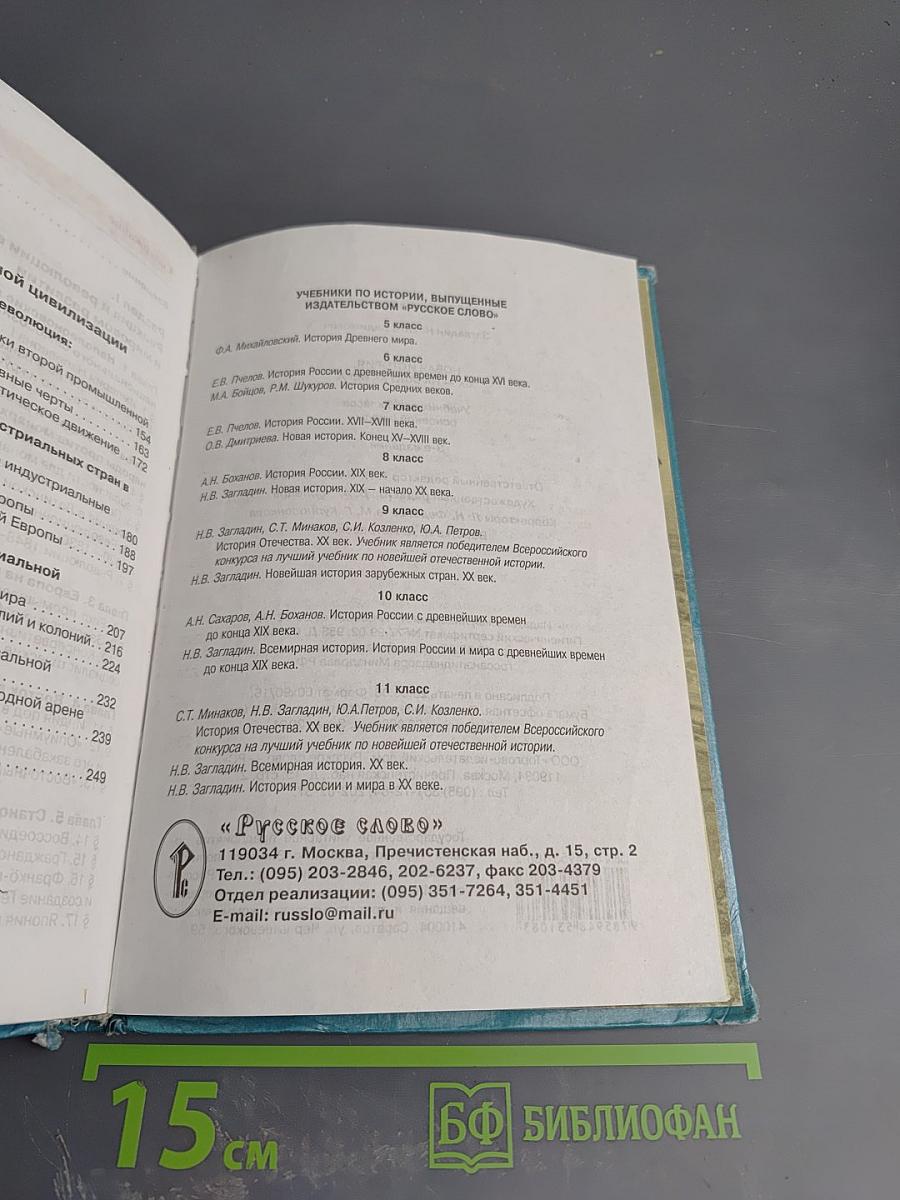 ной цивилизации
еволюция:
ки второй промышленной
154
вные черты 163
тическое движение 172
стриальных стран в
индустриальные
180
ропы 188
й Европы 197
иальной
ира 207
лий и колоний. 216
224
альной
232
одной арене
239
249
УЧЕБНИКИ ПО ИСТОРИИ, ВЫПУЩЕННЫЕ
ИЗДАТЕЛЬСТВОМ «РУССКОЕ СЛОВО»
5 класс
Ф.А. Михайловский. История Древнего мира.
6 класс
Е.В. Пчелов. История России с древнейших времен до конца XVI века.
М.А. Бойцов, Р.М. Шукуров. История Средних веков.
7 класс
Е.В. Пчелов. История России. XVII–XVIII века.
О.В. Дмитриева. Новая история. Конец XV–XVIII век.
8 класс
А.Н. Боханов. История России. XIX век.
Н.В. Загладин. Новая история. XIX – начало XX века.
9 класс
Н.В. Загладин, С.Т. Минаков, С.И. Козленко, Ю.А. Петров.
История Отечества. XX век. Учебник является победителем Всероссийского
конкурса на лучший учебник по новейшей отечественной истории.
Н.В. Загладин. Новейшая история зарубежных стран. XX век.
10 класс
А.Н. Сахаров, А.Н. Боханов. История России с древнейших времен
до конца XIX века.
Н.В. Загладин. Всемирная история. История России и мира с древнейших времен
до конца XIX века.
11 класс
С.Т. Минаков, Н.В. Загладин, Ю.А.Петров, С.И. Козленко.
История Отечества. XX век. Учебник является победителем Всероссийского
конкурса на лучший учебник по новейшей отечественной истории.
Н.В. Загладин. Всемирная история. XX век.
Н.В. Загладин. История России и мира в XX веке.
«Русское слово»
119034 г. Москва, Пречистенская наб., д. 15, стр. 2
Тел.: (095) 203-2846, 202-6237, факс 203-4379
Отдел реализации: (095) 351-7264, 351-4451
E-mail: russlo@mail.ru
15 см
БФ БИБЛИОФАН